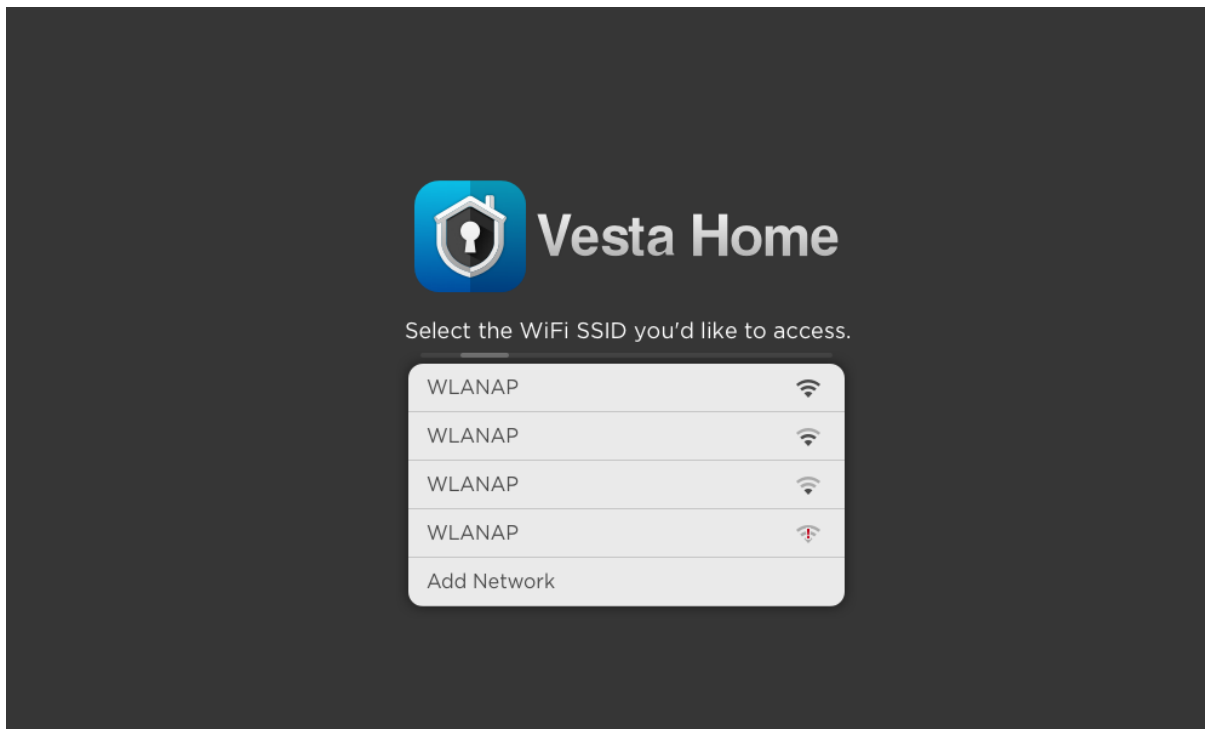 Vesta Home
Select the WiFi SSID you'd like to access.
WLANAP
WLANAP
WLANAP
WLANAP
Add Network